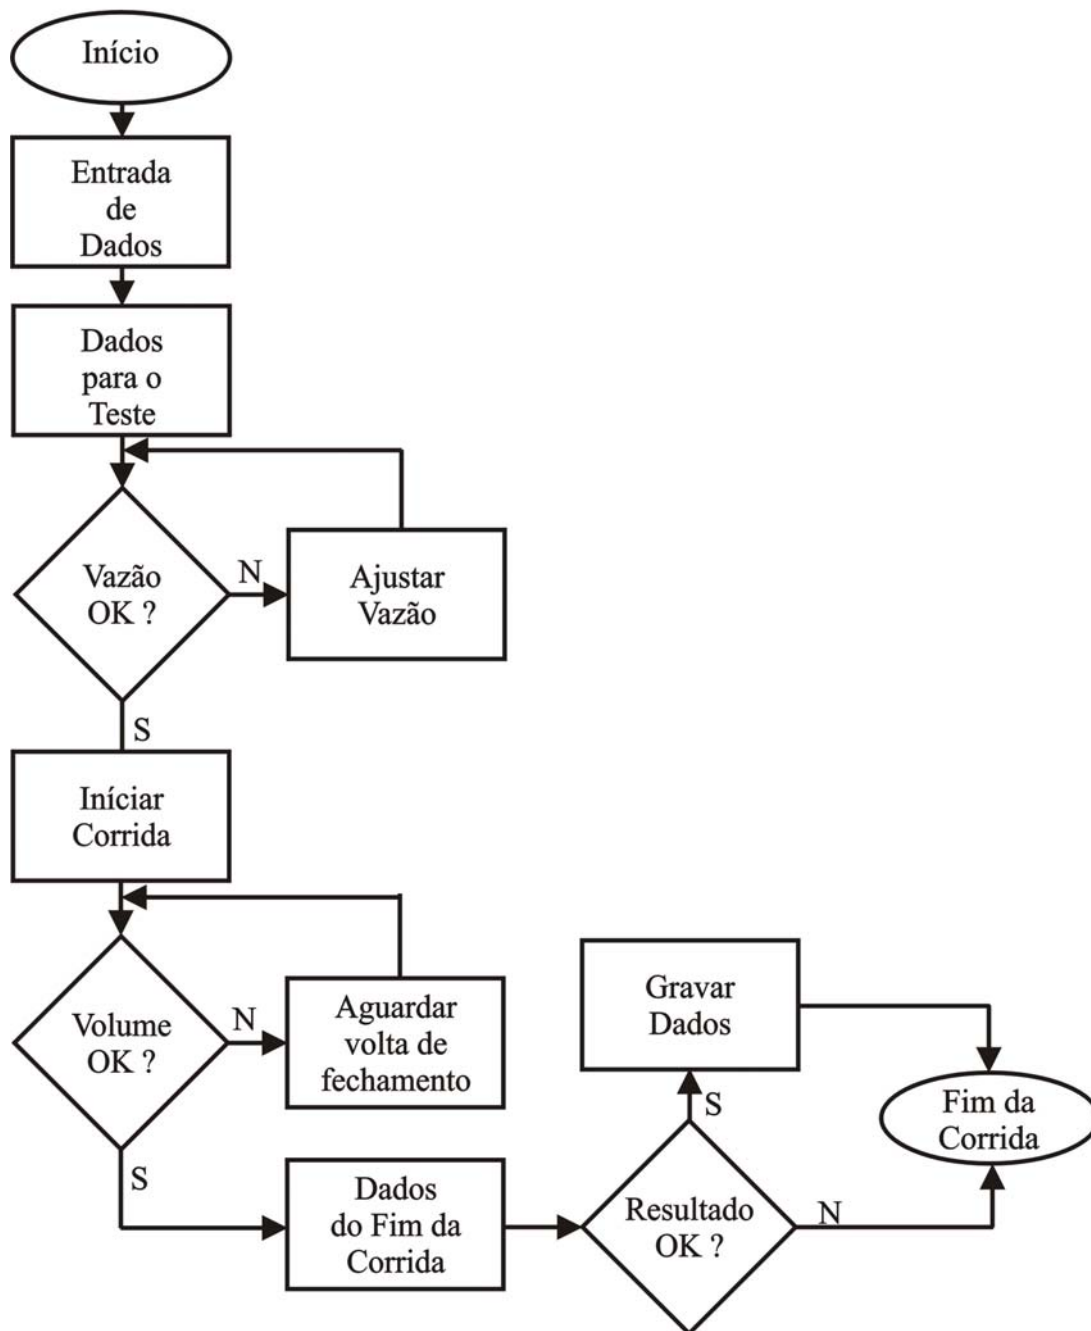 Início
Entrada
de
Dados
Dados
para o
Teste
Vazão
OK ?
N
Ajustar
Vazão
S
Iníciar
Corrida
Volume
OK ?
N
Aguardar
volta de
fechamento
S
Dados
do Fim da
Corrida
Resultado
OK ?
S
Gravar
Dados
N
Fim da
Corrida